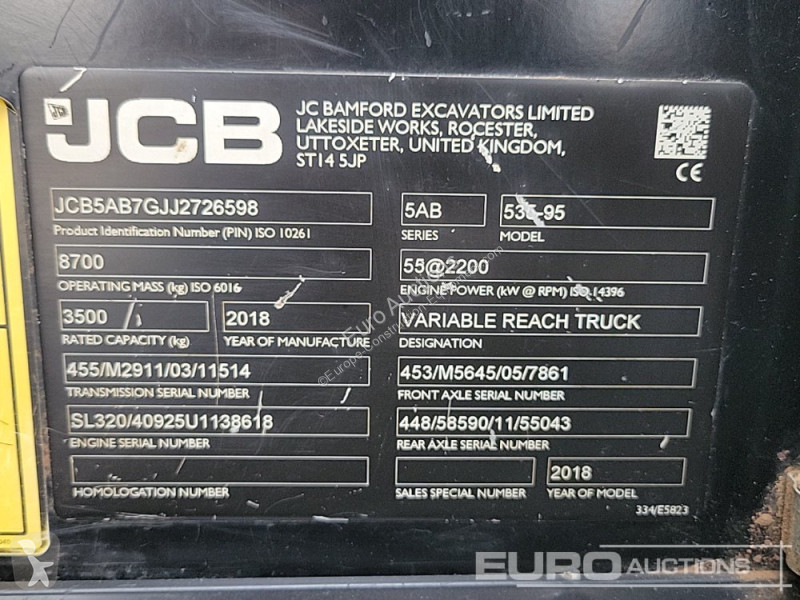 JCB
JC BAMFORD EXCAVATORS LIMITED
LAKESIDE WORKS, ROCESTER,
UTTOXETER, UNITED KINGDOM,
ST14 5JP
CE
JCB5AB7GJJ2726598
Product Identification Number (PIN) ISO 10261
5AB
SERIES
535-95
MODEL
8700
OPERATING MASS (kg) ISO 6016
55@2200
ENGINE POWER (kW @ RPM) ISO 14396
3500
RATED CAPACITY (kg)
2018
YEAR OF MANUFACTURE
VARIABLE REACH TRUCK
DESIGNATION
455/M2911/03/11514
TRANSMISSION SERIAL NUMBER
453/M5645/05/7861
FRONT AXLE SERIAL NUMBER
SL320/40925U1138618
ENGINE SERIAL NUMBER
448/58590/11/55043
REAR AXLE SERIAL NUMBER
HOMOLOGATION NUMBER
SALES SPECIAL NUMBER
2018
YEAR OF MODEL
334/E5823
EURO AUCTIONS